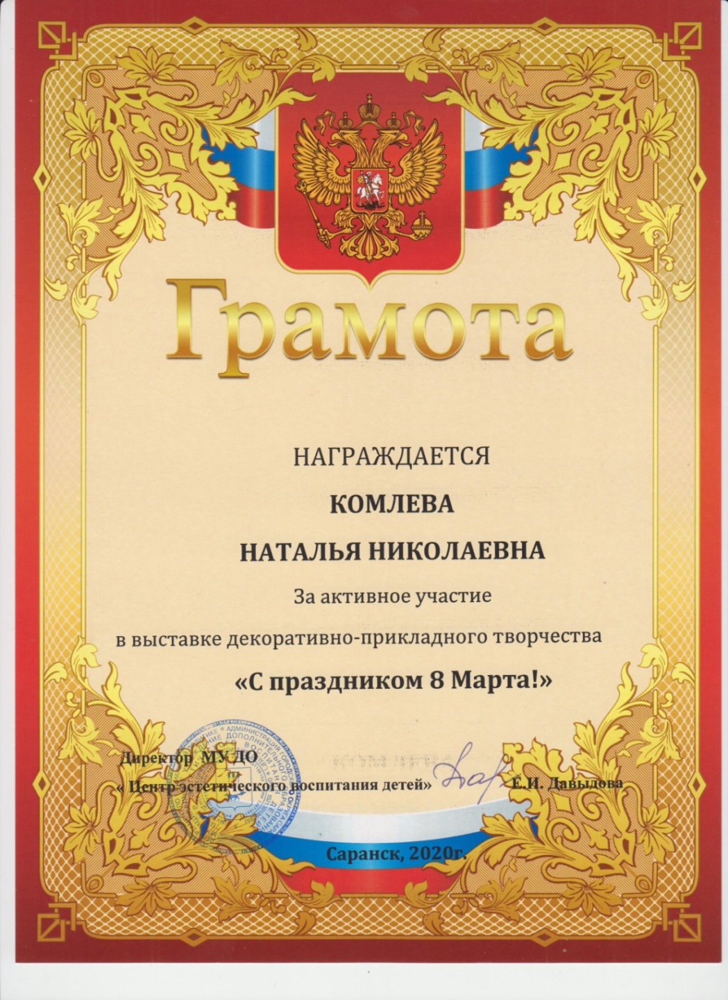 Грамота
НАГРАЖДАЕТСЯ
КОМЛЕВА
НАТАЛЬЯ НИКОЛАЕВНА
За активное участие
в выставке декоративно-прикладного творчества
«С праздником 8 Марта!»
Директор МУ ДО
« Центр эстетического воспитания детей» Е.И. Давыдова
Саранск, 2020г.